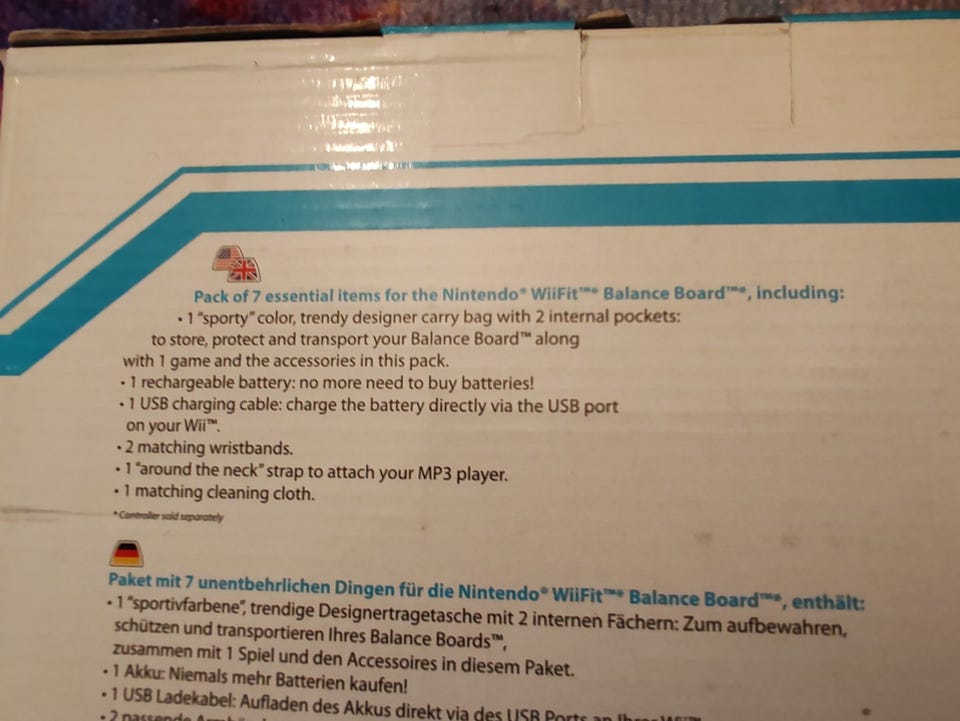 Pack of 7 essential items for the Nintendo® WiiFit™* Balance Board™*, including:
• 1 "sporty" color, trendy designer carry bag with 2 internal pockets:
to store, protect and transport your Balance Board™ along
with 1 game and the accessories in this pack.
• 1 rechargeable battery: no more need to buy batteries!
• 1 USB charging cable: charge the battery directly via the USB port
on your Wii™.
• 2 matching wristbands.
• 1 "around the neck" strap to attach your MP3 player.
• 1 matching cleaning cloth.
* Controller sold separately
Paket mit 7 unentbehrlichen Dingen für die Nintendo® WiiFit™* Balance Board™*, enthält:
• 1 "sportivfarbene", trendige Designertragetasche mit 2 internen Fächern: Zum aufbewahren,
schützen und transportieren Ihres Balance Boards™,
zusammen mit 1 Spiel und den Accessoires in diesem Paket.
• 1 Akku: Niemals mehr Batterien kaufen!
• 1 USB Ladekabel: Aufladen des Akkus direkt via des USB Ports an Ihrer Wii™
• 2 passende